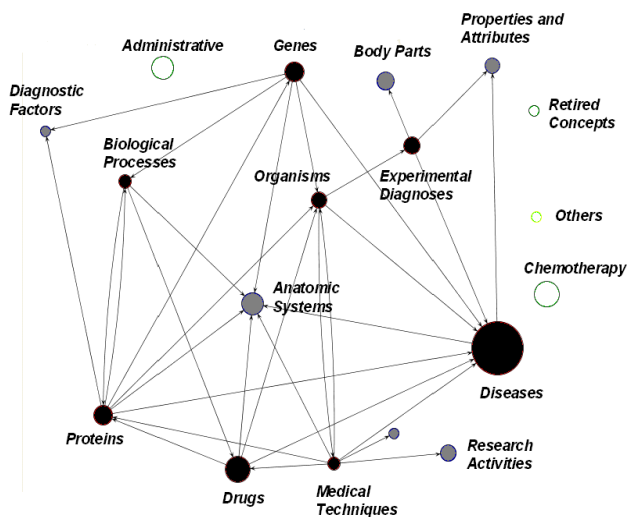 Administrative
Genes
Body Parts
Properties and
Attributes
Diagnostic
Factors
Retired
Concepts
Biological
Processes
Organisms
Experimental
Diagnoses
Others
Chemotherapy
Anatomic
Systems
Diseases
Proteins
Drugs
Medical
Techniques
Research
Activities